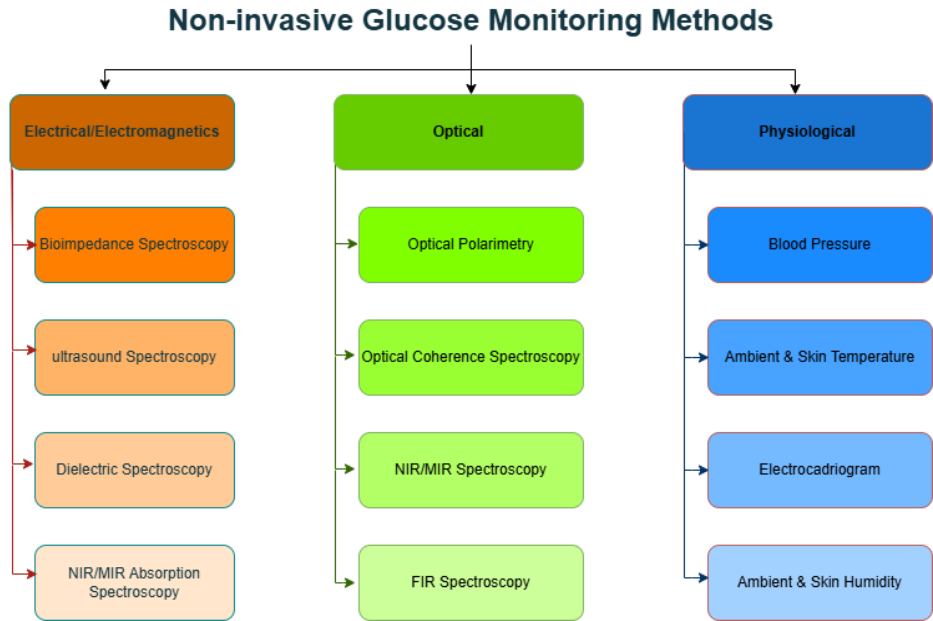 Non-invasive Glucose Monitoring Methods
Electrical/Electromagnetics
Bioimpedance Spectroscopy
ultrasound Spectroscopy
Dielectric Spectroscopy
NIR/MIR Absorption
Spectroscopy
Optical
Optical Polarimetry
Optical Coherence Spectroscopy
NIR/MIR Spectroscopy
FIR Spectroscopy
Physiological
Blood Pressure
Ambient & Skin Temperature
Electrocadriogram
Ambient & Skin Humidity